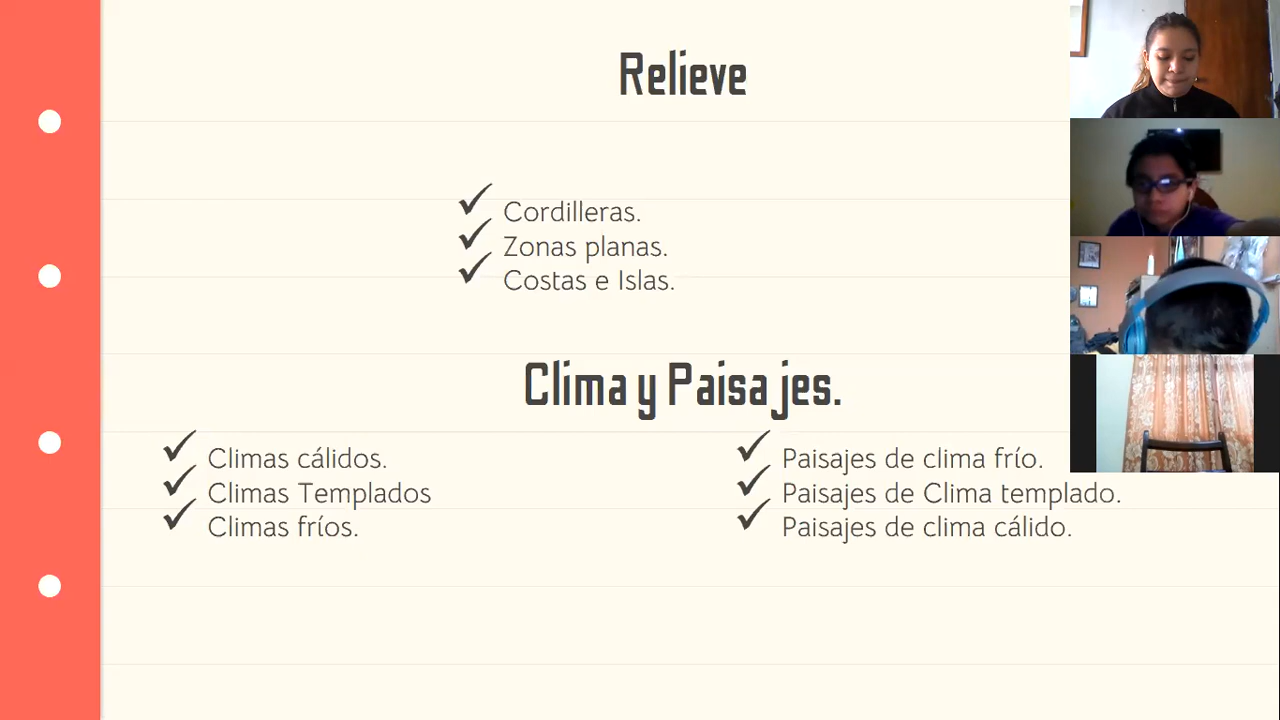 Relieve
Cordilleras.
Zonas planas.
Costas e Islas.
Clima y Paisajes.
Climas cálidos.
Climas Templados
Climas fríos.
Paisajes de clima frío.
Paisajes de Clima templado.
Paisajes de clima cálido.